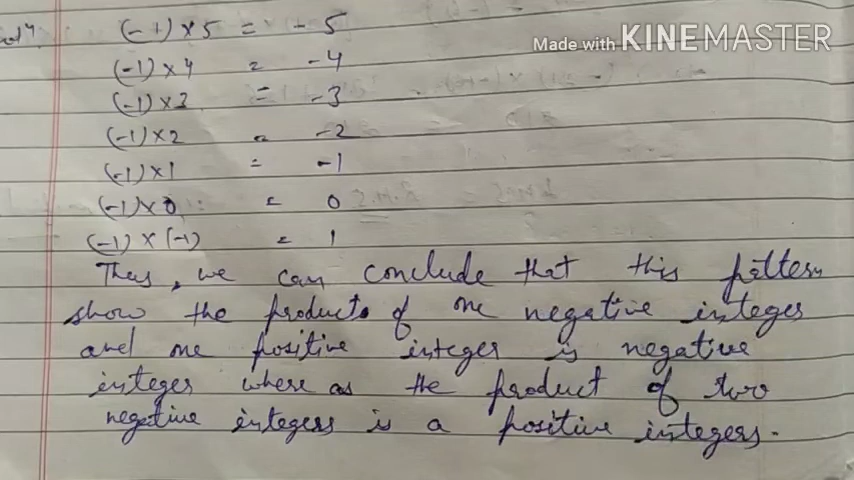 Made with KINEMASTER
(-1) × 5 = -5
(-1) × 4 = -4
(-1) × 3 = -3
(-1) × 2 = -2
(-1) × 1 = -1
(-1) × 0 = 0
(-1) × (-1) = 1
Thus, we can conclude that this pattern
show the products of one negative integer
and one positive integer is negative
integer where as the product of two
negative integers is a positive integers.